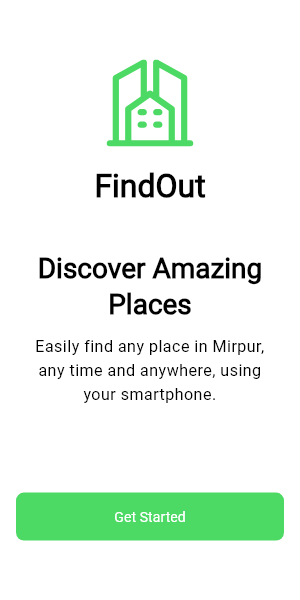 FindOut
Discover Amazing
Places
Easily find any place in Mirpur,
any time and anywhere, using
your smartphone.
Get Started